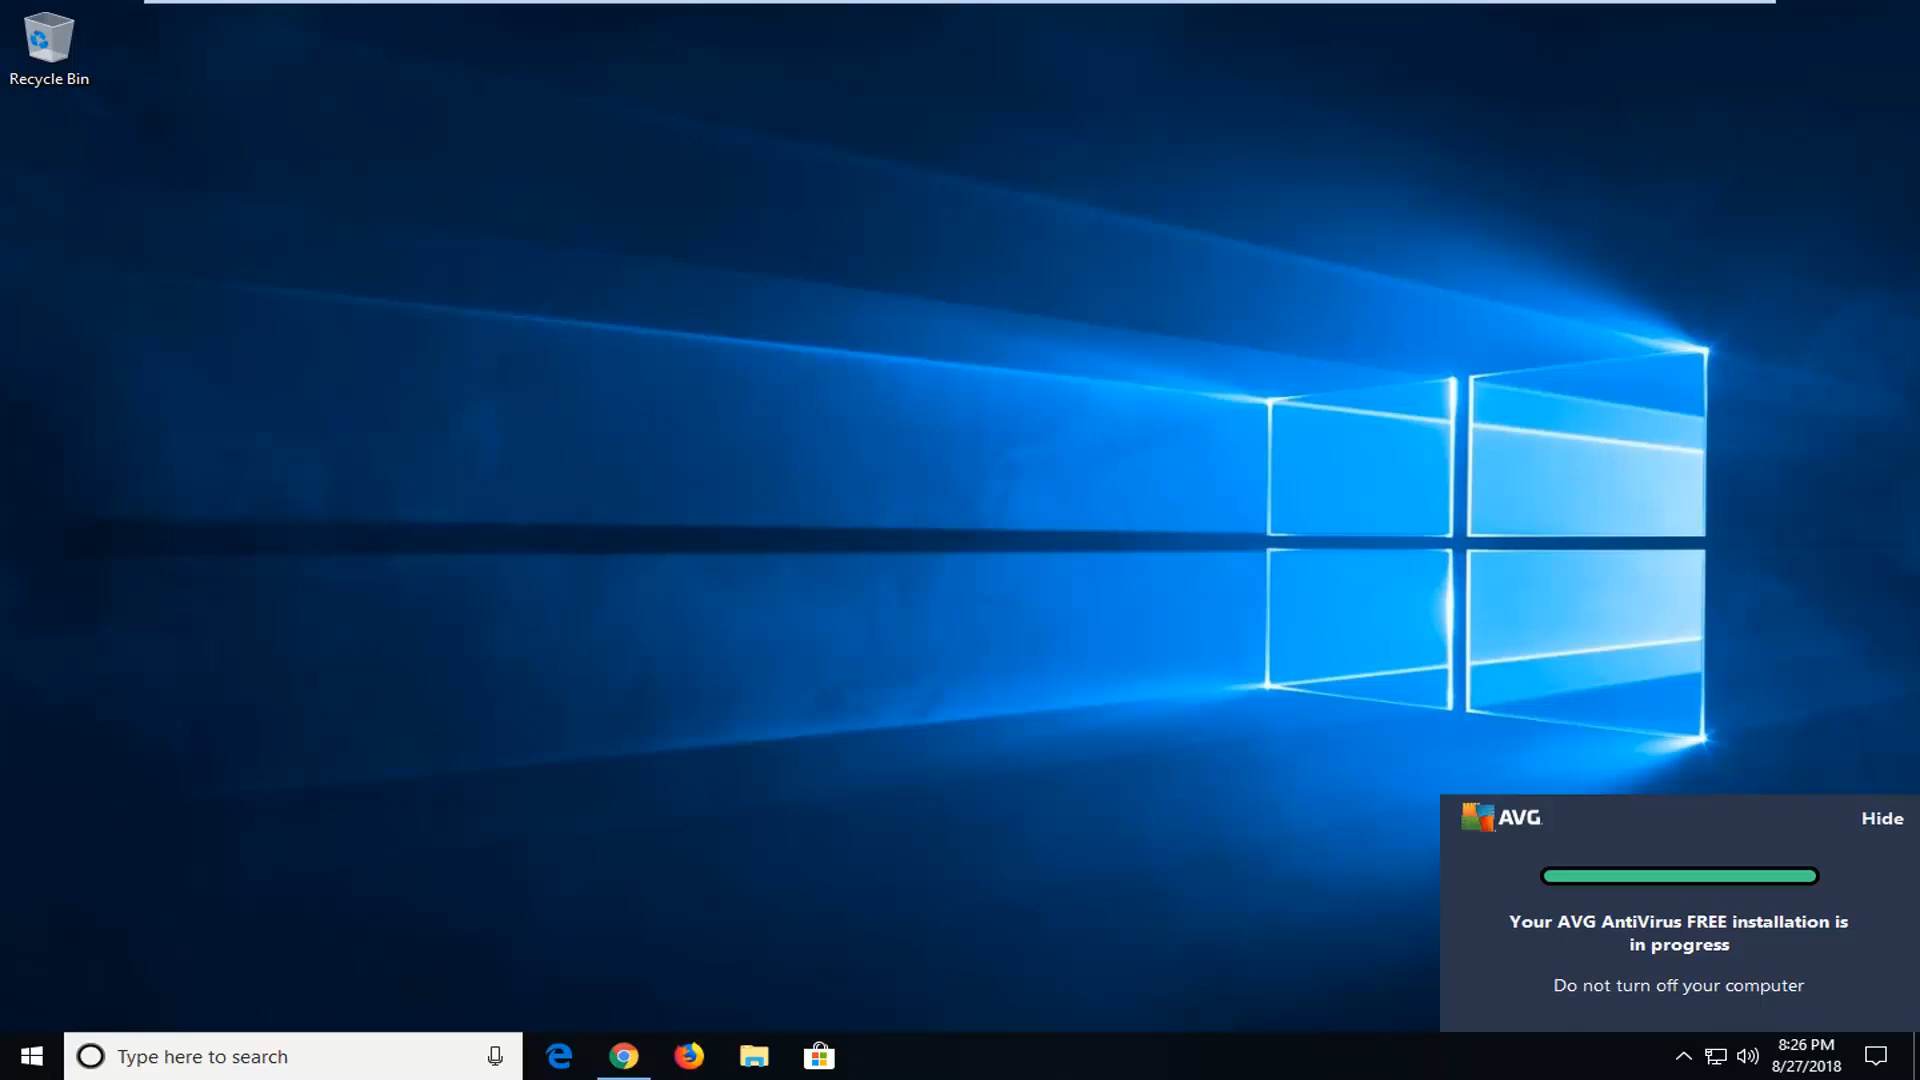 Recycle Bin
AVG
Hide
Your AVG AntiVirus FREE installation is
in progress
Do not turn off your computer
Type here to search
8:26 PM
8/27/2018